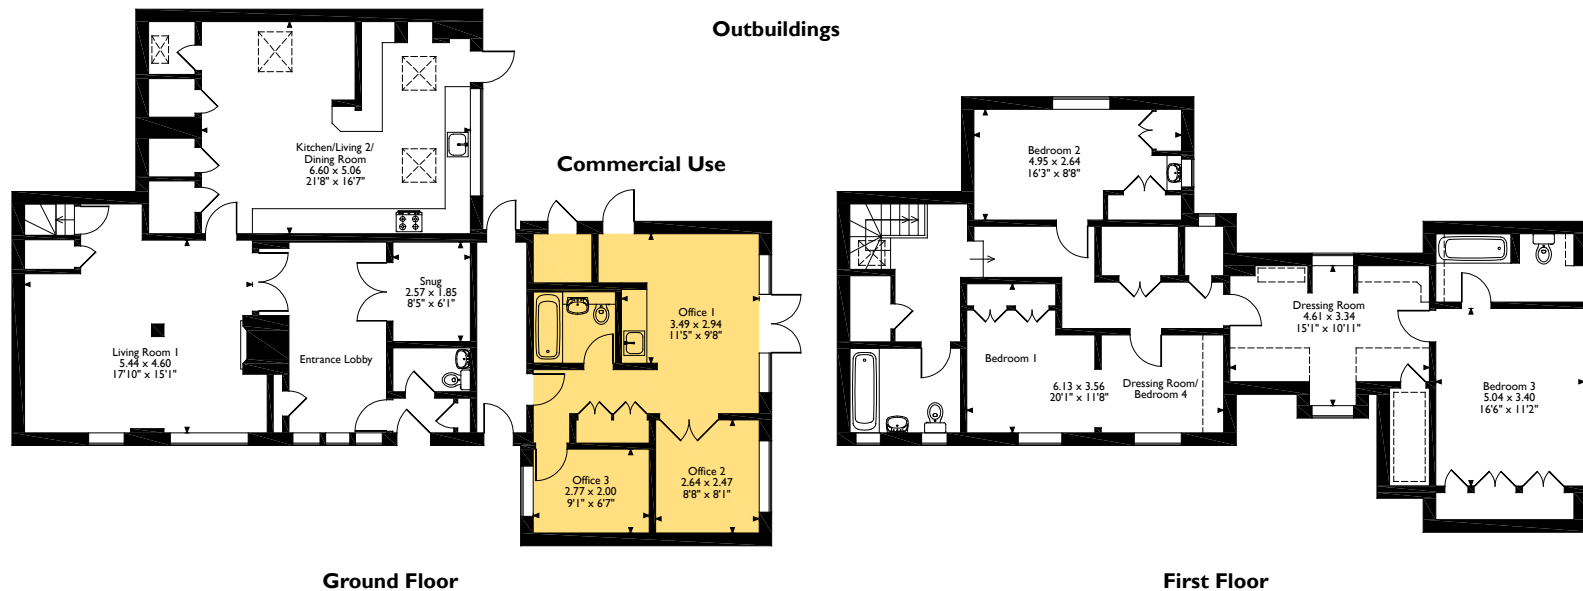 Outbuildings
Kitchen/Living 2/
Dining Room
6.60 x 5.06
21'8" x 16'7"
Commercial Use
Snug
2.57 x 1.85
8'5" x 6'1"
Living Room 1
5.44 x 4.60
17'10" x 15'1"
Entrance Lobby
Office 1
3.49 x 2.94
11'5" x 9'8"
Office 3
2.77 x 2.00
9'1" x 6'7"
Office 2
2.64 x 2.47
8'8" x 8'1"
Ground Floor
Bedroom 2
4.95 x 2.64
16'3" x 8'8"
Dressing Room
4.61 x 3.34
15'1" x 10'11"
Bedroom 1
6.13 x 3.56
20'1" x 11'8"
Dressing Room/
Bedroom 4
Bedroom 3
5.04 x 3.40
16'6" x 11'2"
First Floor